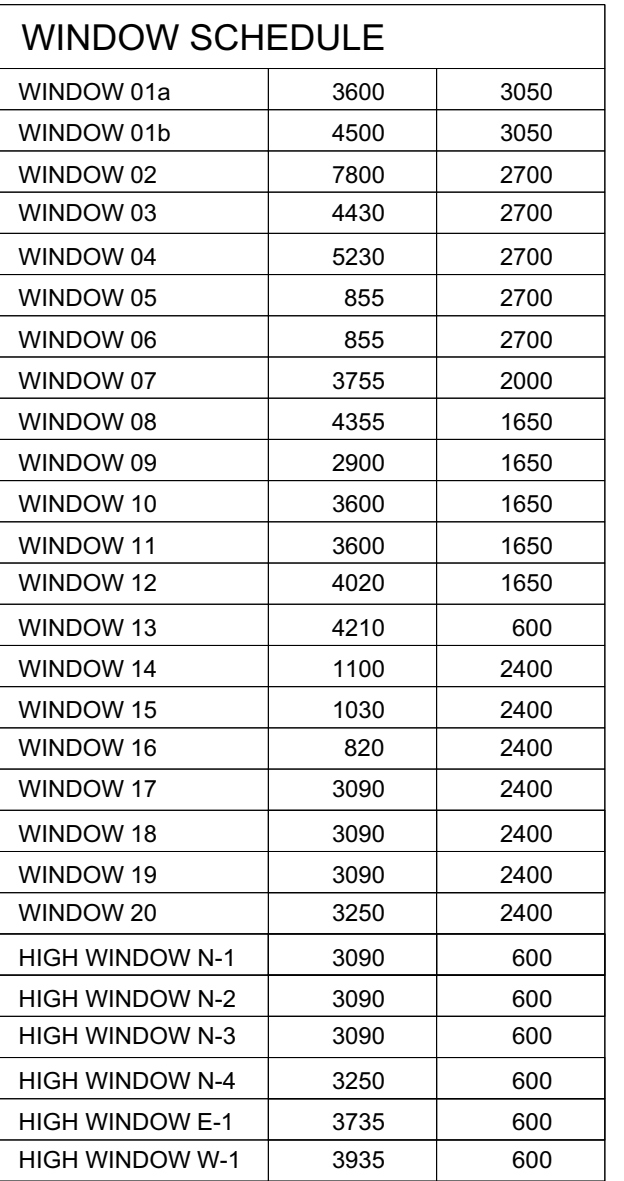 WINDOW SCHEDULE
WINDOW 01a 3600 3050
WINDOW 01b 4500 3050
WINDOW 02 7800 2700
WINDOW 03 4430 2700
WINDOW 04 5230 2700
WINDOW 05 855 2700
WINDOW 06 855 2700
WINDOW 07 3755 2000
WINDOW 08 4355 1650
WINDOW 09 2900 1650
WINDOW 10 3600 1650
WINDOW 11 3600 1650
WINDOW 12 4020 1650
WINDOW 13 4210 600
WINDOW 14 1100 2400
WINDOW 15 1030 2400
WINDOW 16 820 2400
WINDOW 17 3090 2400
WINDOW 18 3090 2400
WINDOW 19 3090 2400
WINDOW 20 3250 2400
HIGH WINDOW N-1 3090 600
HIGH WINDOW N-2 3090 600
HIGH WINDOW N-3 3090 600
HIGH WINDOW N-4 3250 600
HIGH WINDOW E-1 3735 600
HIGH WINDOW W-1 3935 600